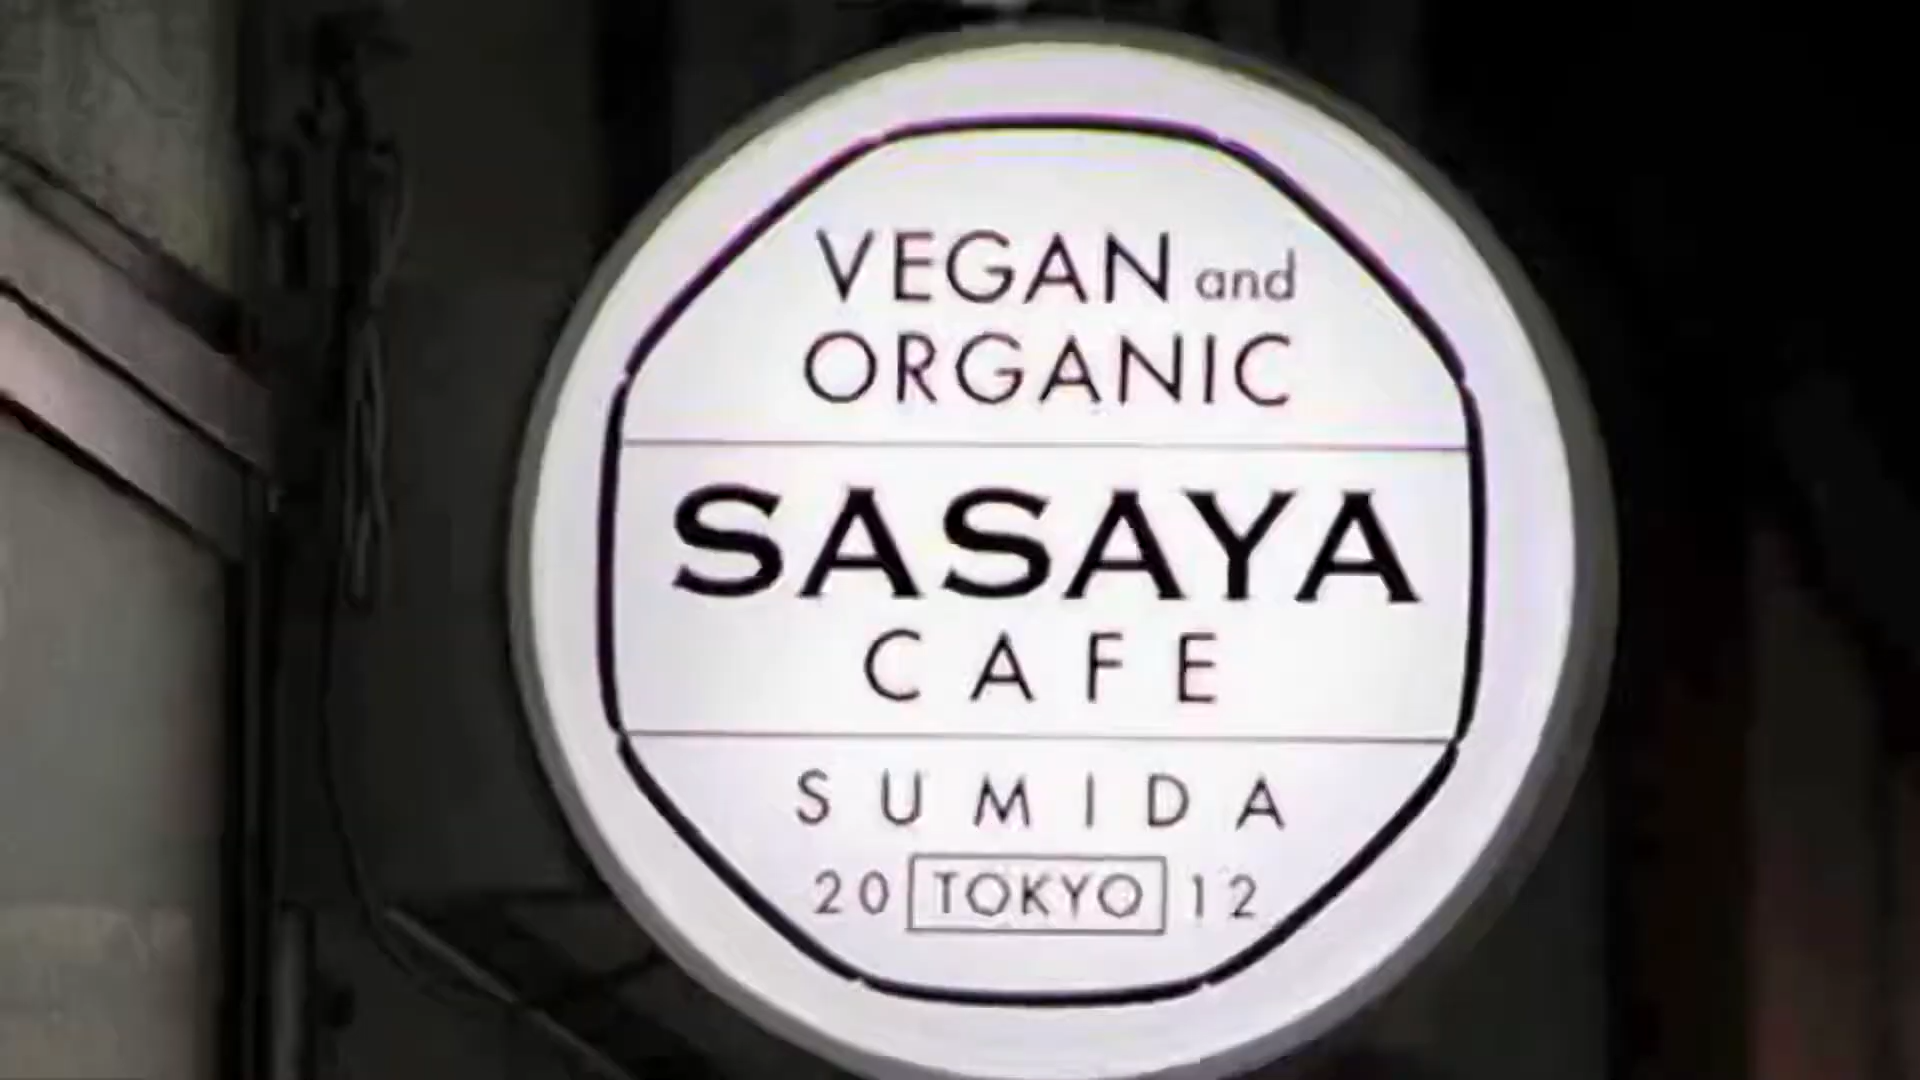 VEGAN and
ORGANIC
SASAYA
CAFE
SUMIDA
20 TOKYO 12